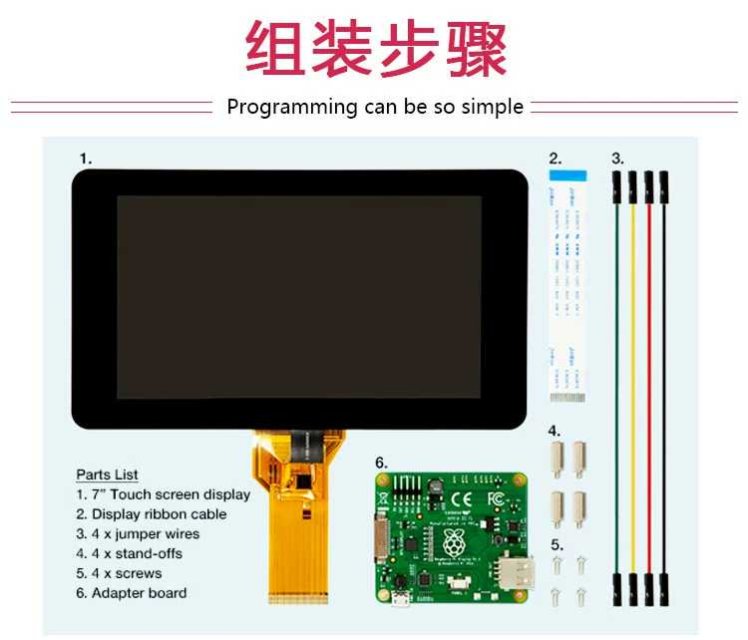 组装步骤
Programming can be so simple
1.
2.
3.
4.
Parts List
1. 7” Touch screen display
2. Display ribbon cable
3. 4 x jumper wires
4. 4 x stand-offs
5. 4 x screws
6. Adapter board
6.
5.
CE FC